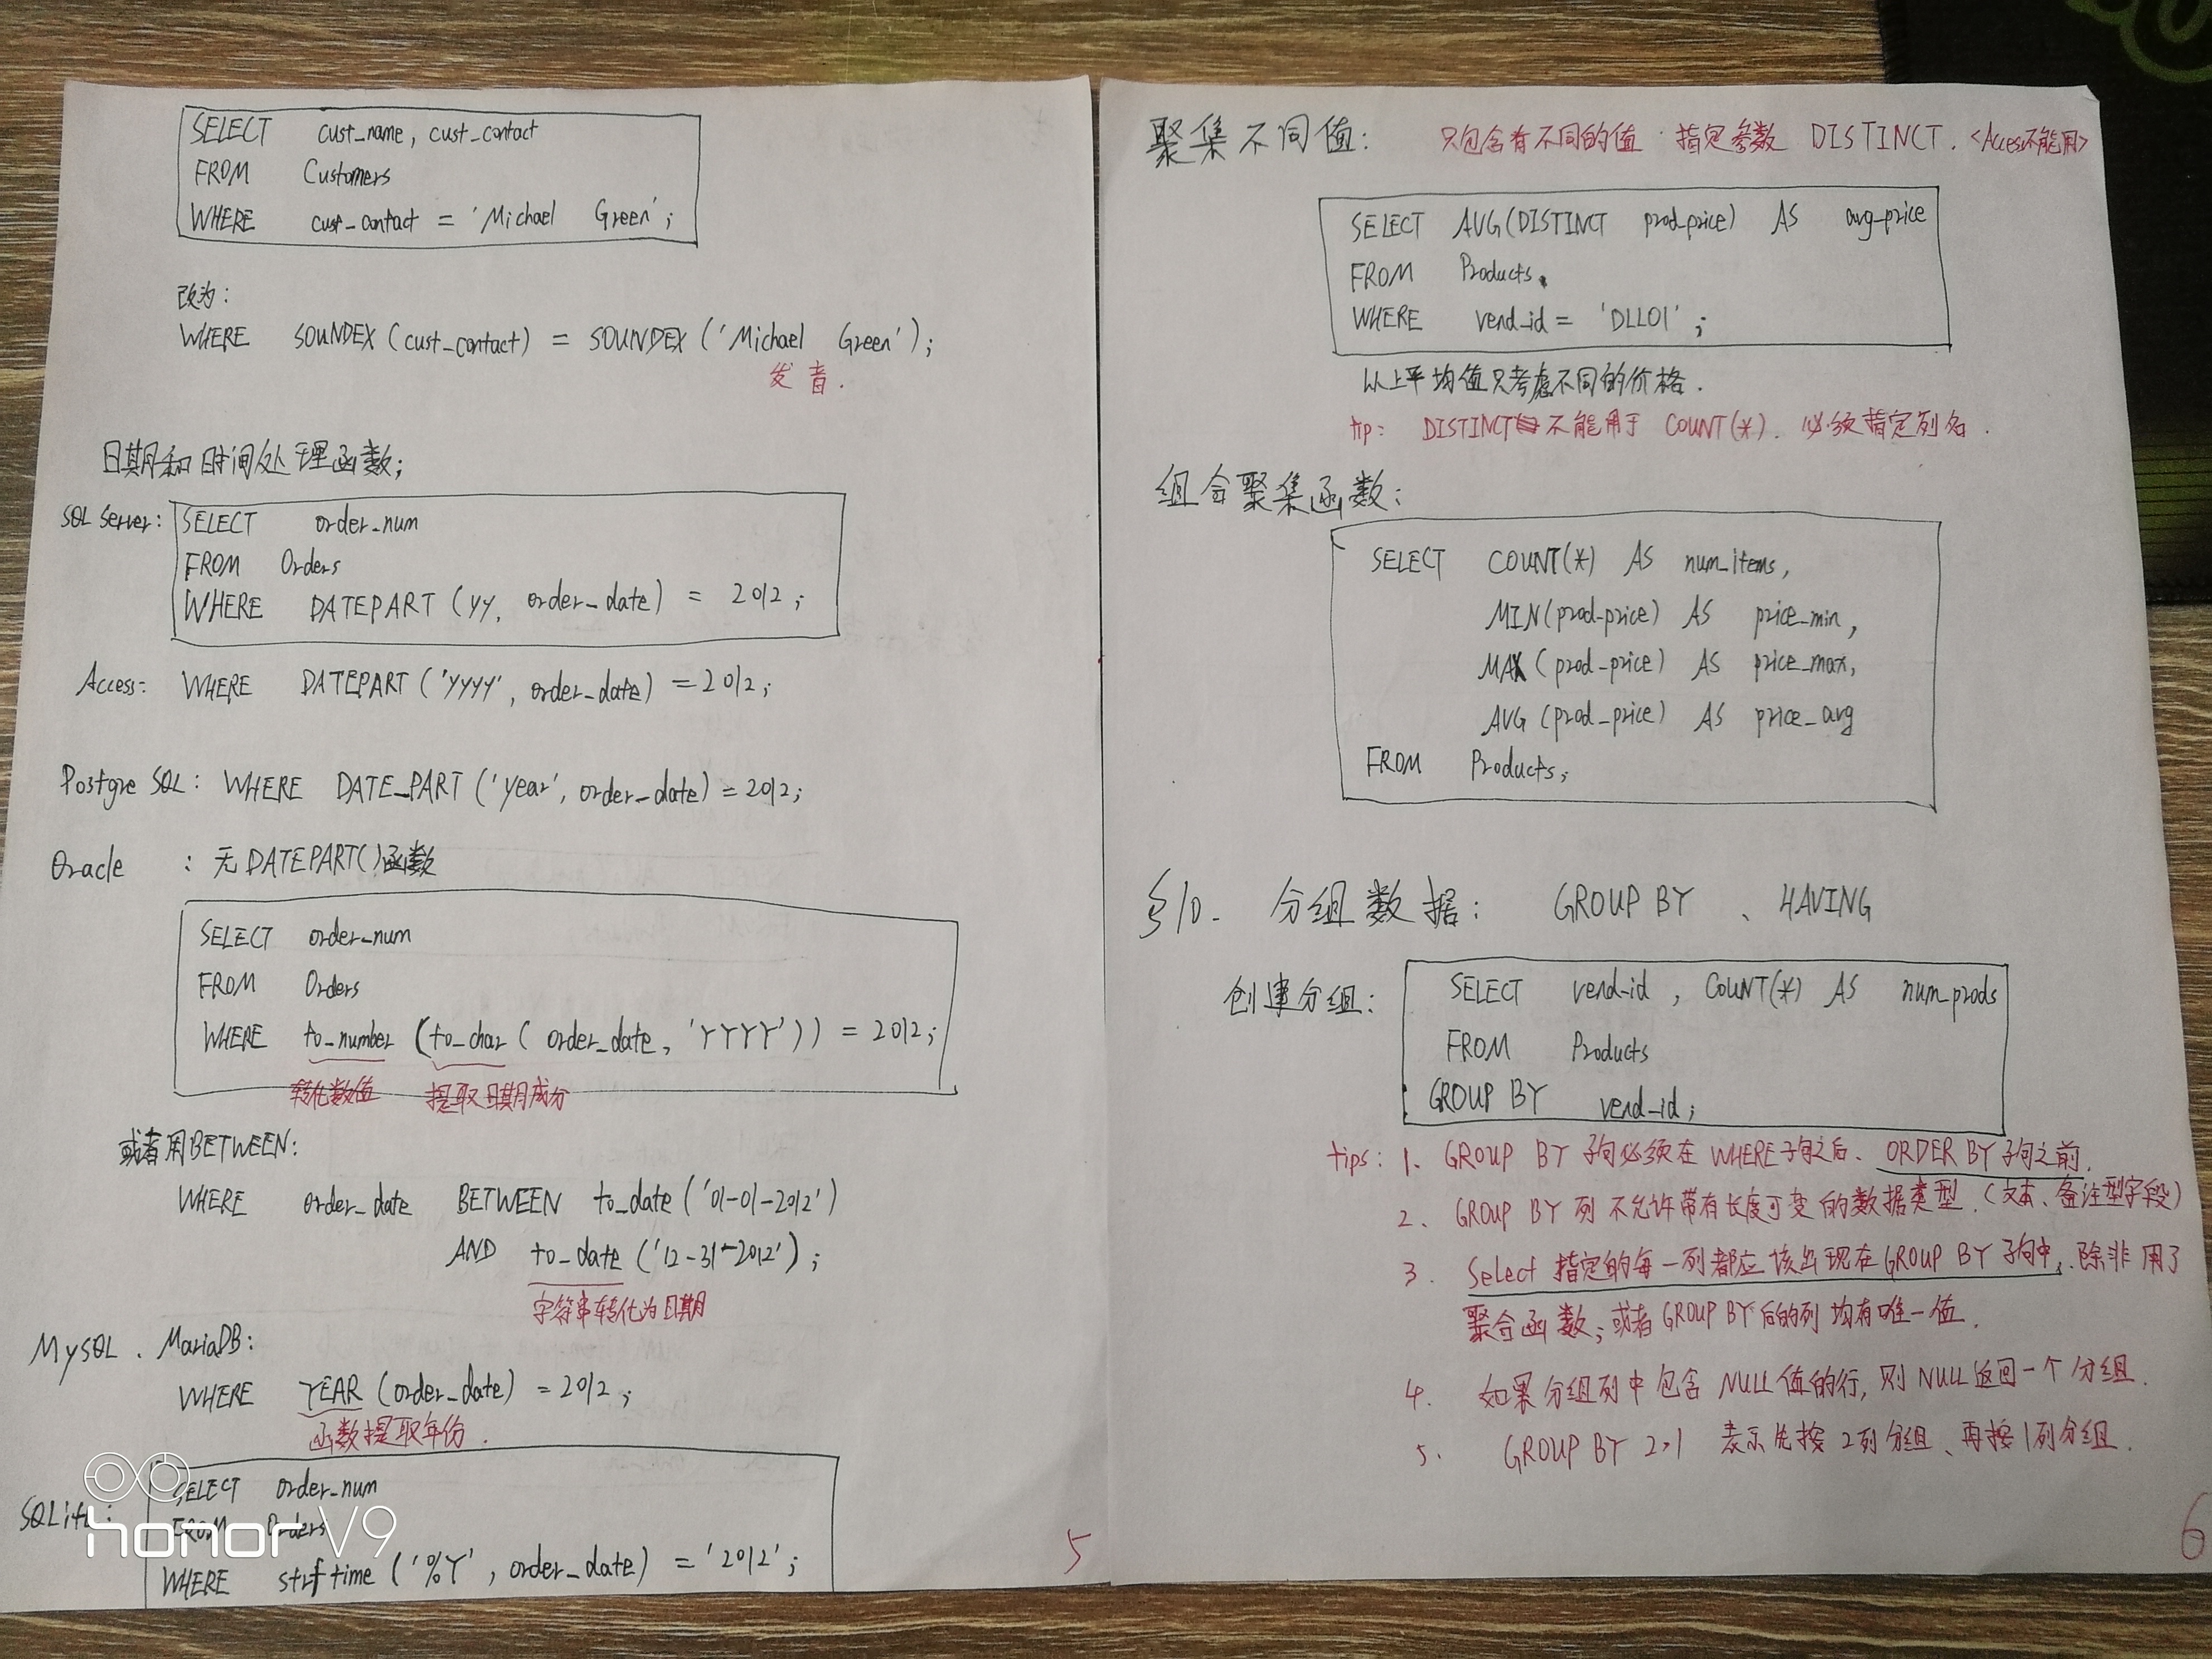 SELECT cust_name, cust_contact
FROM Customers
WHERE cust_contact = 'Michael Green';
改为:
WHERE SOUNDEX(cust_contact) = SOUNDEX('Michael Green');
发音.
日期和时间处理函数;
SQL Server: SELECT order_num
FROM Orders
WHERE DATEPART(yy, order_date) = 2012;
Access: WHERE DATEPART('yyyy', order_date) = 2012;
Postgre SQL: WHERE DATE_PART('year', order_date) = 2012;
Oracle : 无DATEPART()函数
SELECT order_num
FROM Orders
WHERE to_number (to_char( order_date, 'YYYY')) = 2012;
转化数值 提取日期成分
或者用BETWEEN:
WHERE order_date BETWEEN to_date('01-01-2012')
AND to_date('12-31-2012');
字符串转化为日期
MySQL、MariaDB:
WHERE YEAR(order_date) = 2012;
函数提取年份.
SQLite: SELECT order_num
FROM Orders
WHERE strftime('%Y', order_date) = '2012';
honor V9
5
聚集不同值: 只包含有不同的值.指定参数 DISTINCT. <Access不能用>
SELECT AVG(DISTINCT prod_price) AS avg_price
FROM Products
WHERE vend_id = 'DLL01';
以上平均值只考虑不同的价格.
tip: DISTINCT 不能用于 COUNT(*). 必须指定列名.
组合聚集函数:
SELECT COUNT(*) AS num_items,
MIN(prod_price) AS price_min,
MAX(prod_price) AS price_max,
AVG(prod_price) AS price_avg
FROM Products;
§10. 分组数据: GROUP BY、HAVING
创建分组: SELECT vend_id, COUNT(*) AS num_prods
FROM Products
GROUP BY vend_id;
tips: 1、GROUP BY 子句必须在 WHERE子句之后、ORDER BY 子句之前.
2、GROUP BY 列不允许带有长度可变的数据类型.(文本、备注型字段)
3. Select 指定的每一列都应该出现在GROUP BY 子句中,除非用了
聚合函数;或者GROUP BY后的列均有唯一值.
4. 如果分组列中包含 NULL值的行,则NULL返回一个分组.
5. GROUP BY 2,1 表示先按2列分组、再按1列分组.
6